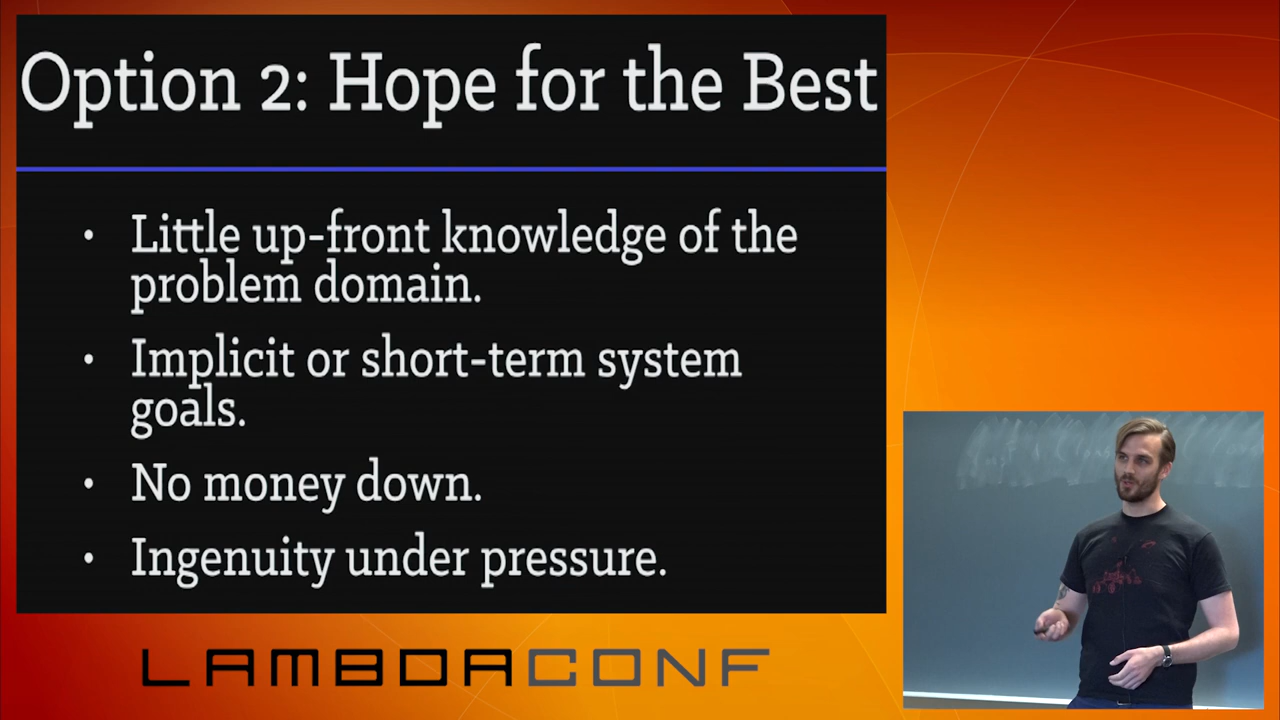 Option 2: Hope for the Best
• Little up-front knowledge of the
problem domain.
• Implicit or short-term system
goals.
• No money down.
• Ingenuity under pressure.
LAMBDACONF